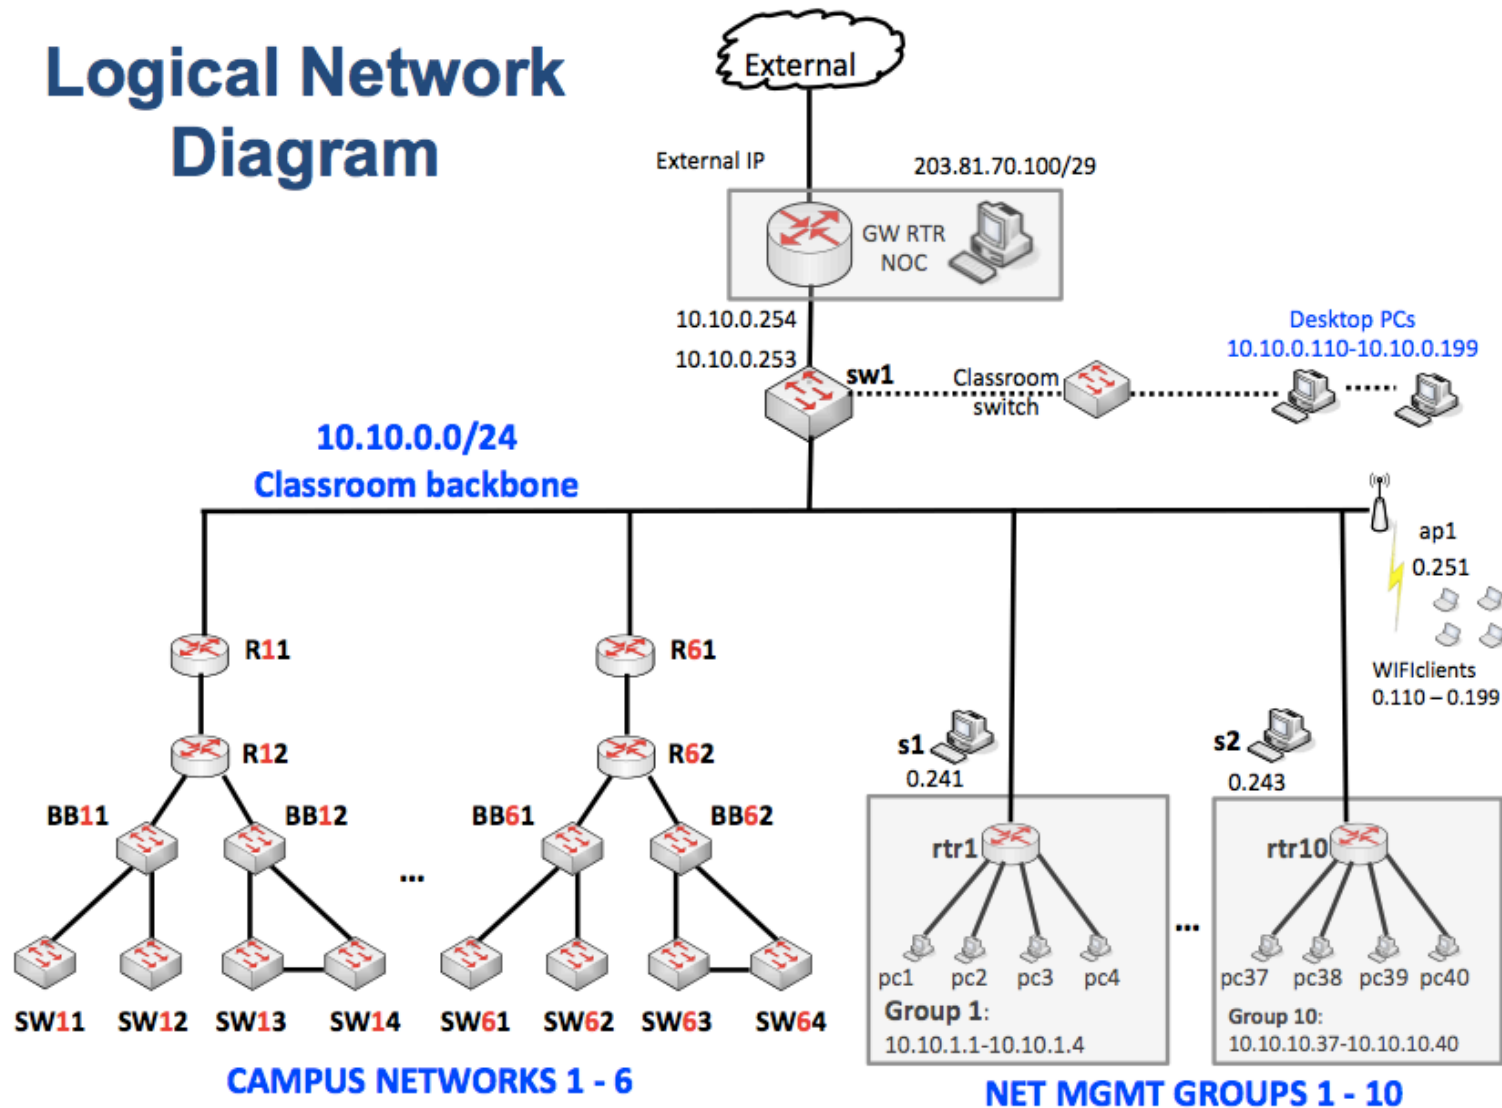 Logical Network
Diagram
External
External IP
203.81.70.100/29
GW RTR
NOC
10.10.0.254
10.10.0.253
sw1
Classroom
switch
Desktop PCs
10.10.0.110-10.10.0.199
10.10.0.0/24
Classroom backbone
ap1
0.251
WIFIclients
0.110 – 0.199
R11
R61
R12
R62
s1
0.241
s2
0.243
BB11
BB12
BB61
BB62
...
rtr1
rtr10
...
pc1 pc2 pc3 pc4
pc37 pc38 pc39 pc40
Group 1:
10.10.1.1-10.10.1.4
Group 10:
10.10.10.37-10.10.10.40
SW11 SW12 SW13 SW14
SW61 SW62 SW63 SW64
CAMPUS NETWORKS 1 - 6
NET MGMT GROUPS 1 - 10